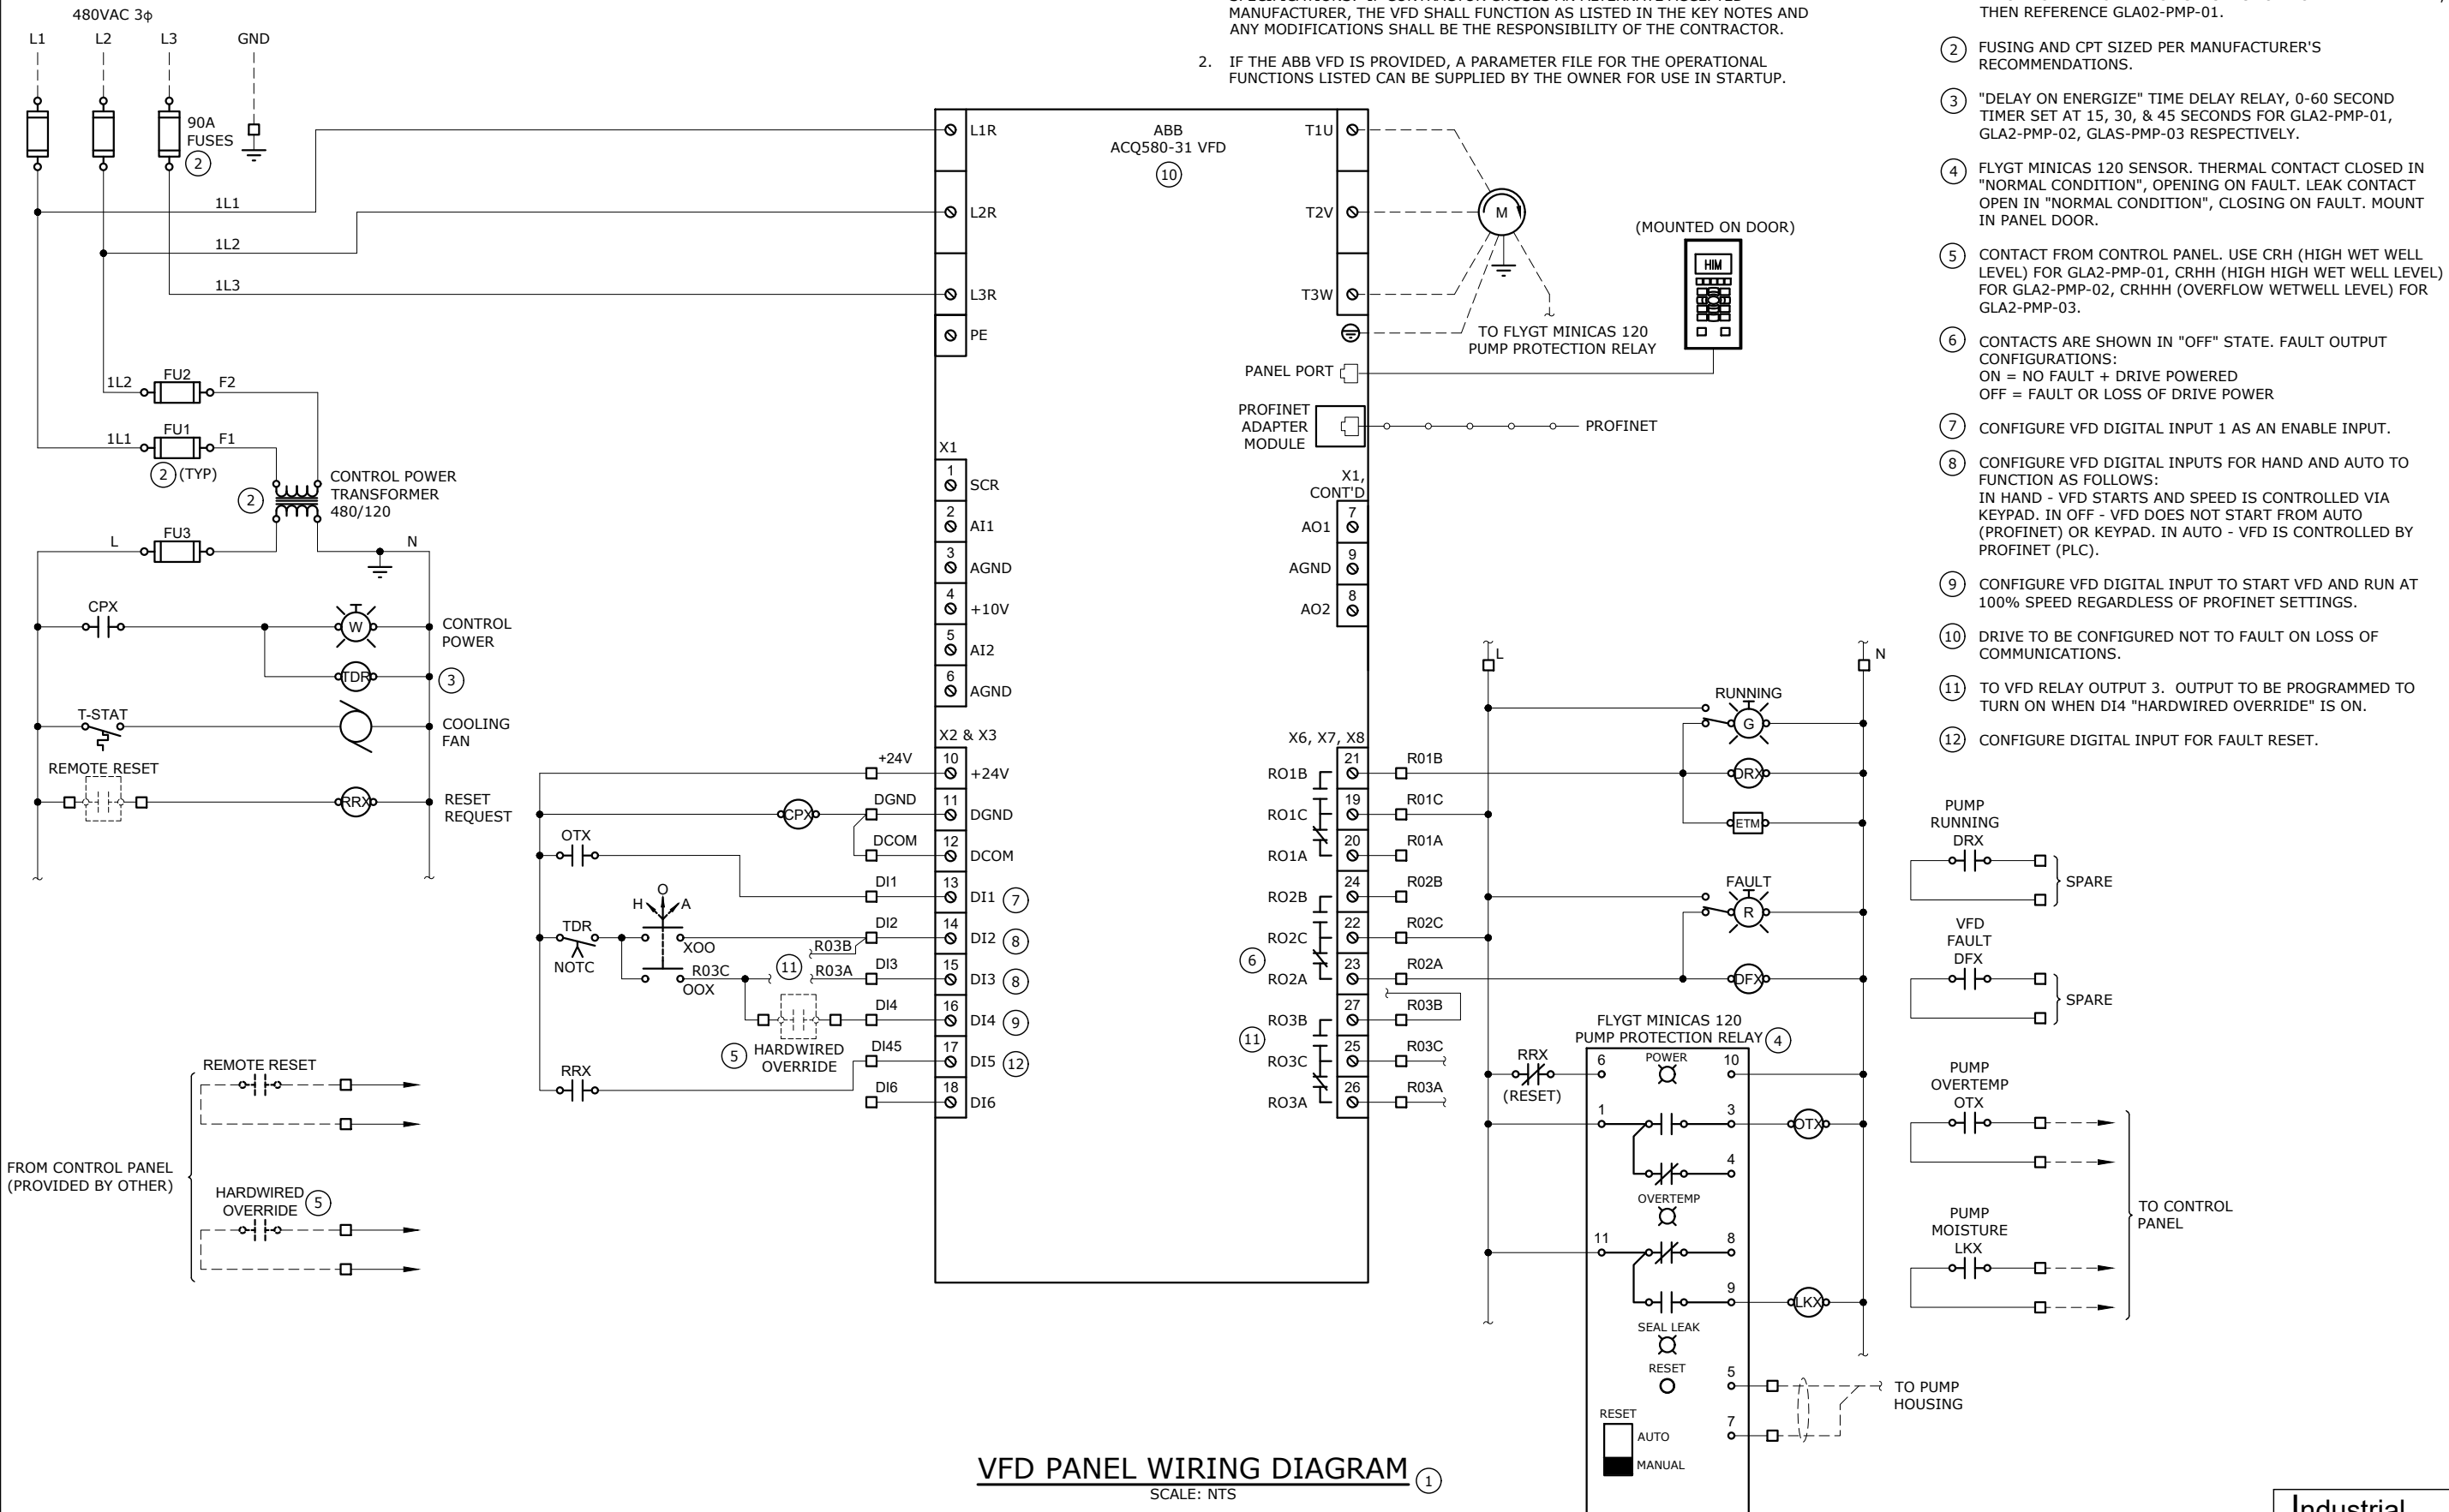 480VAC 3ф
L1
L2
L3
GND
90A
FUSES
2
1L1
1L2
1L3
1L2
FU2
F2
1L1
FU1
F1
2 (TYP)
2
CONTROL POWER
TRANSFORMER
480/120
L
FU3
N
CPX
W
CONTROL
POWER
TDR
3
T-STAT
COOLING
FAN
REMOTE RESET
RRX
RESET
REQUEST
REMOTE RESET
FROM CONTROL PANEL
(PROVIDED BY OTHER)
HARDWIRED
OVERRIDE
5
MANUFACTURER, THE VFD SHALL FUNCTION AS LISTED IN THE KEY NOTES AND
ANY MODIFICATIONS SHALL BE THE RESPONSIBILITY OF THE CONTRACTOR.
2. IF THE ABB VFD IS PROVIDED, A PARAMETER FILE FOR THE OPERATIONAL
FUNCTIONS LISTED CAN BE SUPPLIED BY THE OWNER FOR USE IN STARTUP.
ABB
ACQ580-31 VFD
10
L1R
L2R
L3R
PE
T1U
T2V
T3W
M
TO FLYGT MINICAS 120
PUMP PROTECTION RELAY
(MOUNTED ON DOOR)
HIM
PANEL PORT
PROFINET
ADAPTER
MODULE
PROFINET
X1
1 SCR
2 AI1
3 AGND
4 +10V
5 AI2
6 AGND
X1,
CONT'D
AO1 7
AGND 9
AO2 8
X2 & X3
+24V 10 +24V
CPX DGND 11 DGND
OTX DCOM 12 DCOM
DI1 13 DI1 7
H O A
TDR
NOTC
XOO
R03B
DI2 14 DI2 8
OOX
R03C
11
R03A
DI3 15 DI3 8
DI4 16 DI4 9
5 HARDWIRED
OVERRIDE
RRX
DI45 17 DI5 12
DI6 18 DI6
X6, X7, X8
RO1B 21 R01B
RO1C 19 R01C
RO1A 20 R01A
RO2B 24 R02B
RO2C 22 R02C
6
RO2A 23 R02A
RO3B 27 R03B
11
RO3C 25 R03C
RO3A 26 R03A
L
N
RUNNING
G
DRX
ETM
FAULT
R
DFX
FLYGT MINICAS 120
PUMP PROTECTION RELAY 4
RRX
(RESET)
6 POWER 10
1 3
OTX
4
OVERTEMP
11 8
9
LKX
SEAL LEAK
RESET
5
7
TO PUMP
HOUSING
RESET
AUTO
MANUAL
PUMP
RUNNING
DRX
SPARE
VFD
FAULT
DFX
SPARE
PUMP
OVERTEMP
OTX
PUMP
MOISTURE
LKX
TO CONTROL
PANEL
THEN REFERENCE GLA02-PMP-01.
2 FUSING AND CPT SIZED PER MANUFACTURER'S
RECOMMENDATIONS.
3 "DELAY ON ENERGIZE" TIME DELAY RELAY, 0-60 SECOND
TIMER SET AT 15, 30, & 45 SECONDS FOR GLA2-PMP-01,
GLA2-PMP-02, GLAS-PMP-03 RESPECTIVELY.
4 FLYGT MINICAS 120 SENSOR. THERMAL CONTACT CLOSED IN
"NORMAL CONDITION", OPENING ON FAULT. LEAK CONTACT
OPEN IN "NORMAL CONDITION", CLOSING ON FAULT. MOUNT
IN PANEL DOOR.
5 CONTACT FROM CONTROL PANEL. USE CRH (HIGH WET WELL
LEVEL) FOR GLA2-PMP-01, CRHH (HIGH HIGH WET WELL LEVEL)
FOR GLA2-PMP-02, CRHHH (OVERFLOW WETWELL LEVEL) FOR
GLA2-PMP-03.
6 CONTACTS ARE SHOWN IN "OFF" STATE. FAULT OUTPUT
CONFIGURATIONS:
ON = NO FAULT + DRIVE POWERED
OFF = FAULT OR LOSS OF DRIVE POWER
7 CONFIGURE VFD DIGITAL INPUT 1 AS AN ENABLE INPUT.
8 CONFIGURE VFD DIGITAL INPUTS FOR HAND AND AUTO TO
FUNCTION AS FOLLOWS:
IN HAND - VFD STARTS AND SPEED IS CONTROLLED VIA
KEYPAD. IN OFF - VFD DOES NOT START FROM AUTO
(PROFINET) OR KEYPAD. IN AUTO - VFD IS CONTROLLED BY
PROFINET (PLC).
9 CONFIGURE VFD DIGITAL INPUT TO START VFD AND RUN AT
100% SPEED REGARDLESS OF PROFINET SETTINGS.
10 DRIVE TO BE CONFIGURED NOT TO FAULT ON LOSS OF
COMMUNICATIONS.
11 TO VFD RELAY OUTPUT 3. OUTPUT TO BE PROGRAMMED TO
TURN ON WHEN DI4 "HARDWIRED OVERRIDE" IS ON.
12 CONFIGURE DIGITAL INPUT FOR FAULT RESET.
VFD PANEL WIRING DIAGRAM 1
SCALE: NTS
Industrial